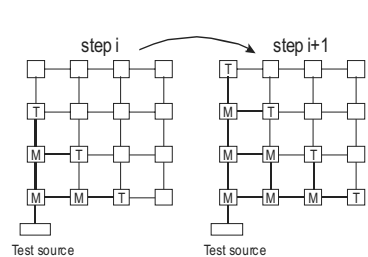 step i step i+1
T
T M T
M T M M T
M M T M M M T
Test source Test source